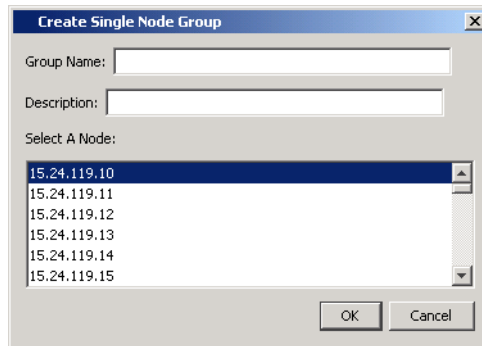 Create Single Node Group
Group Name:
Description:
Select A Node:
15.24.119.10
15.24.119.11
15.24.119.12
15.24.119.13
15.24.119.14
15.24.119.15
OK Cancel